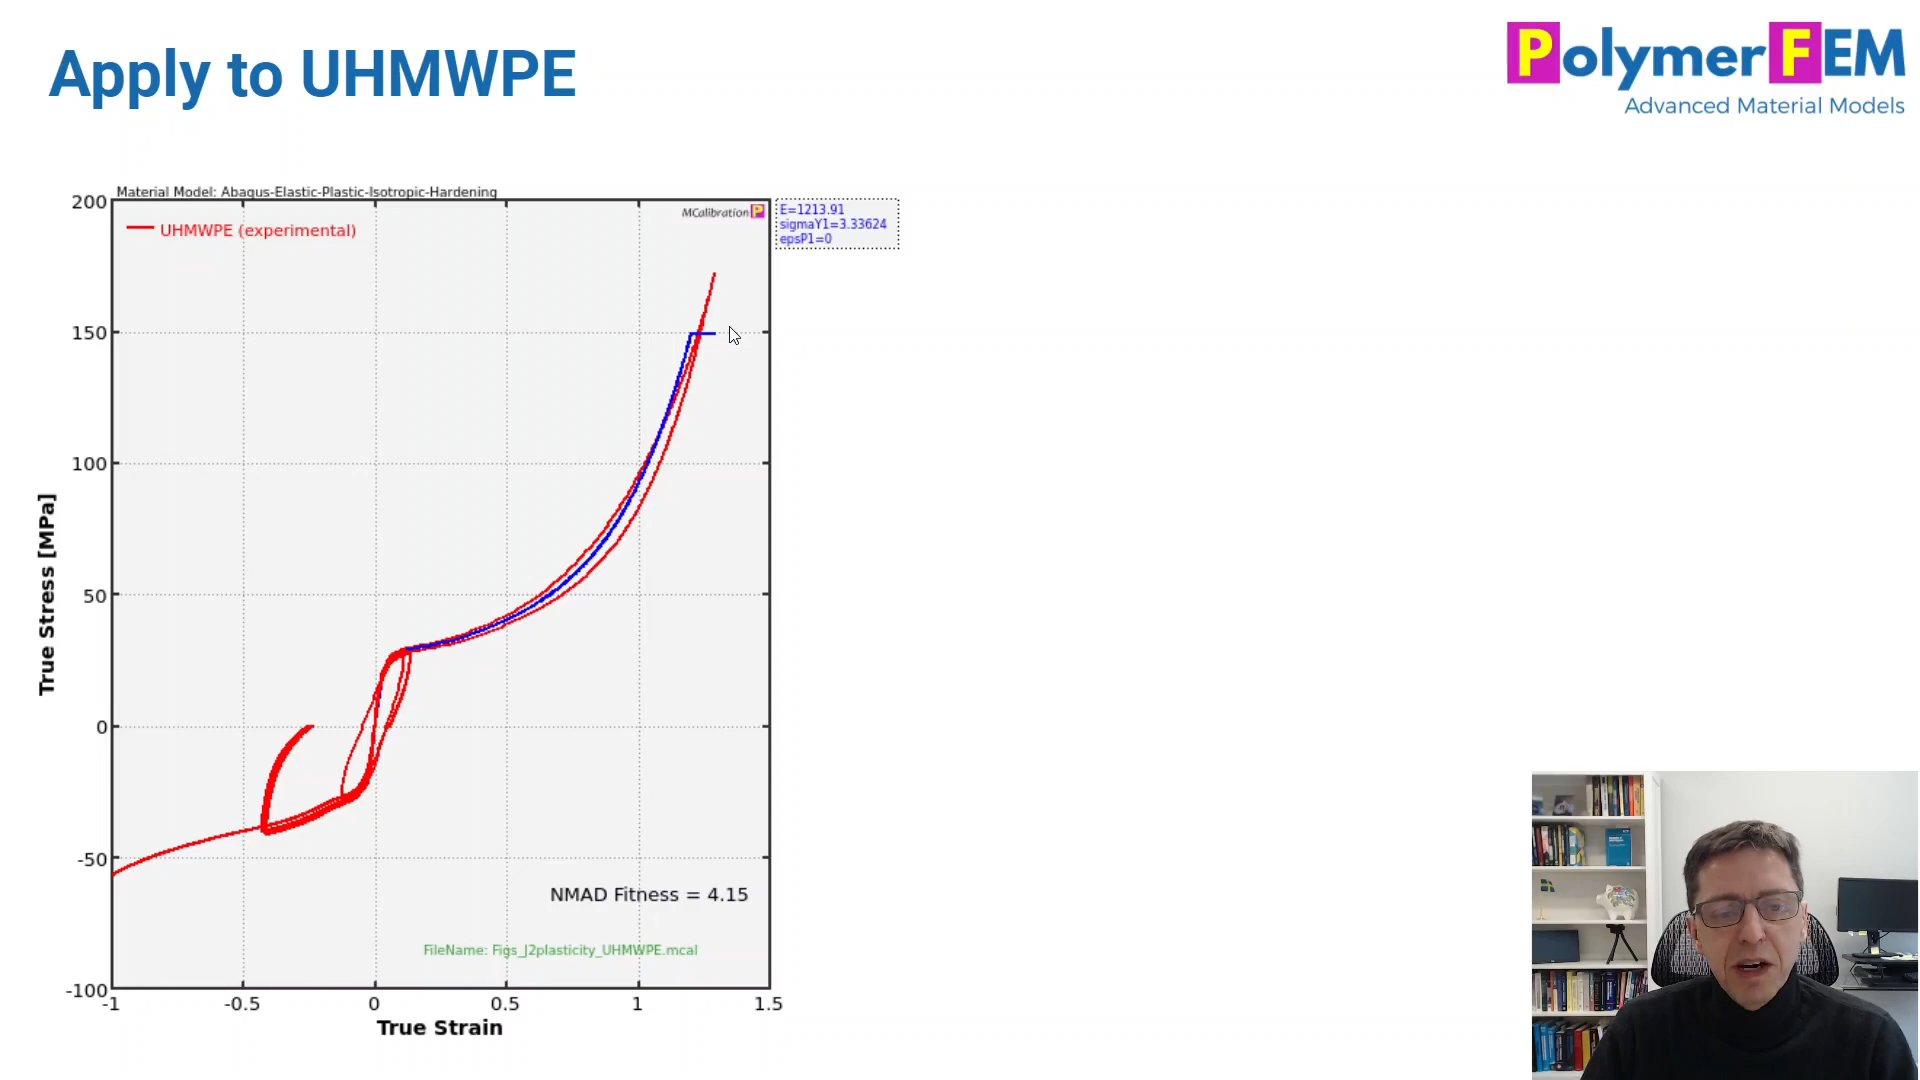 Apply to UHMWPE
PolymerFEM
Advanced Material Models
Material Model: Abaqus-Elastic-Plastic-Isotropic-Hardening
UHMWPE (experimental)
MCalibration P
E=1213.91
sigmaY1=3.33624
epsP1=0
200
150
100
50
0
-50
-100
True Stress [MPa]
NMAD Fitness = 4.15
FileName: Figs_J2plasticity_UHMWPE.mcal
-1
-0.5
0
0.5
1
1.5
True Strain